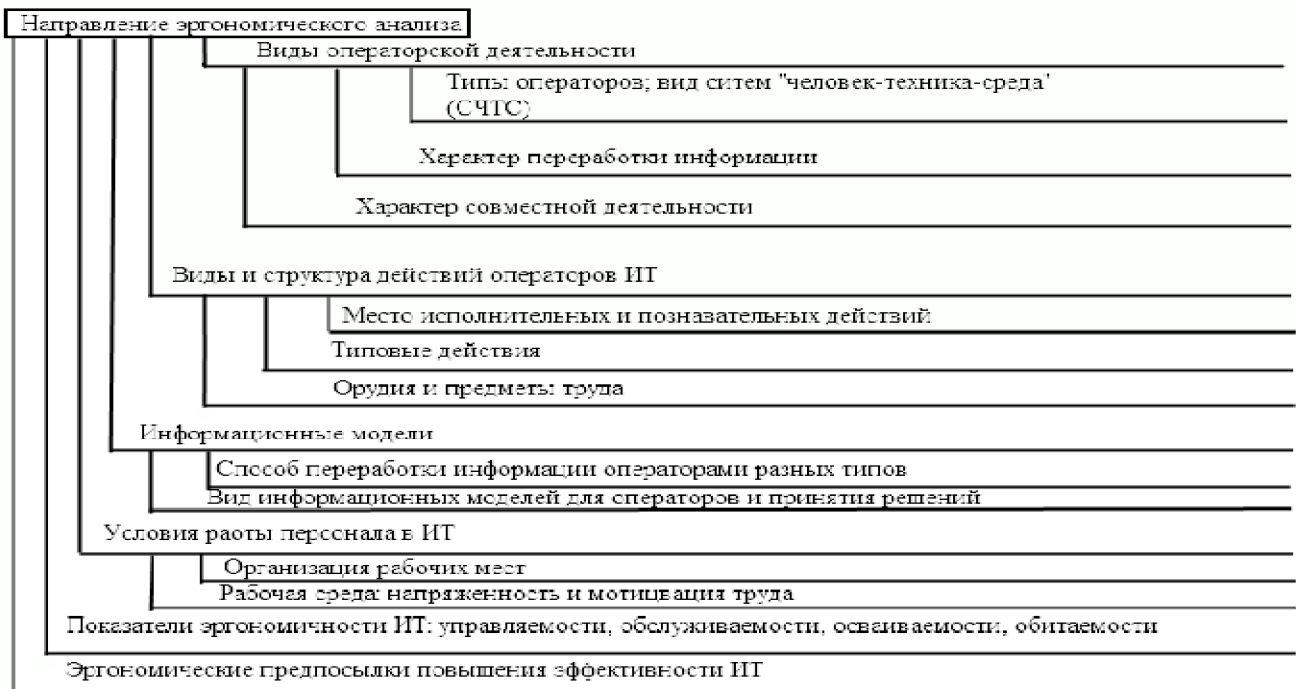 Направление эргономического анализа
Виды операторской деятельности
Типы операторов; вид ситем "человек-техника-среда"
(СЧТС)
Характер переработки информации
Характер совместной деятельности
Виды и структура действий операторов ИТ
Место исполнительных и познавательных действий
Типовые действия
Орудия и предметы труда
Информационные модели
Способ переработки информации операторами разных типов
Вид информационных моделей для операторов и принятия решений
Условия раоты персонала в ИТ
Организация рабочих мест
Рабочая среда: напряженность и мотицвация труда
Показатели эргономичности ИТ: управляемости, обслуживаемости, осваиваемости, обитаемости
Эргономические предпосылки повышения эффективности ИТ